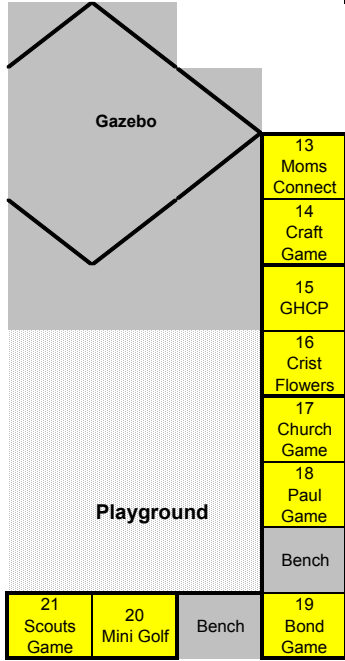 Gazebo
13
Moms
Connect
14
Craft
Game
15
GHCP
16
Crist
Flowers
17
Church
Game
18
Paul
Game
Playground
Bench
21
Scouts
Game
20
Mini Golf
Bench
19
Bond
Game